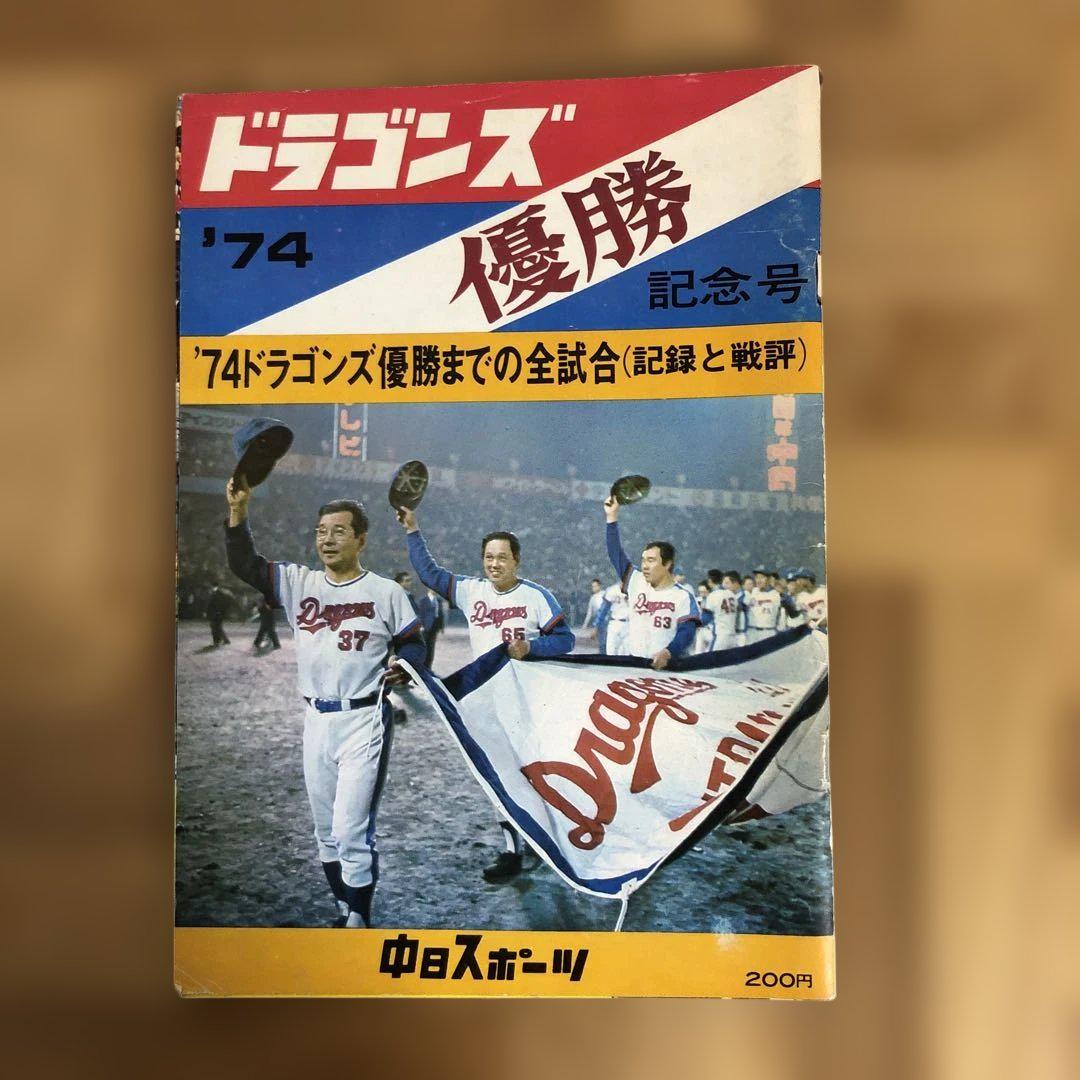 ドラゴンズ
'74
優勝
記念号
'74ドラゴンズ優勝までの全試合(記録と戦評)
レビ
Dragons
37
Dragons
65
63
46
Dragons
中日スポーツ
200円